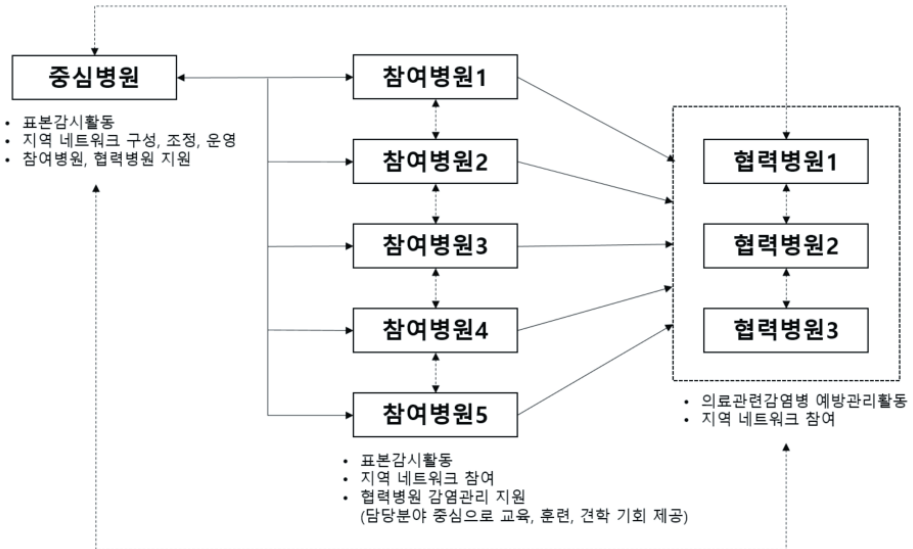 중심병원
• 표본감시활동
• 지역 네트워크 구성, 조정, 운영
• 참여병원, 협력병원 지원
참여병원1
참여병원2
참여병원3
참여병원4
참여병원5
• 표본감시활동
• 지역 네트워크 참여
• 협력병원 감염관리 지원
(담당분야 중심으로 교육, 훈련, 견학 기회 제공)
협력병원1
협력병원2
협력병원3
• 의료관련감염병 예방관리활동
• 지역 네트워크 참여